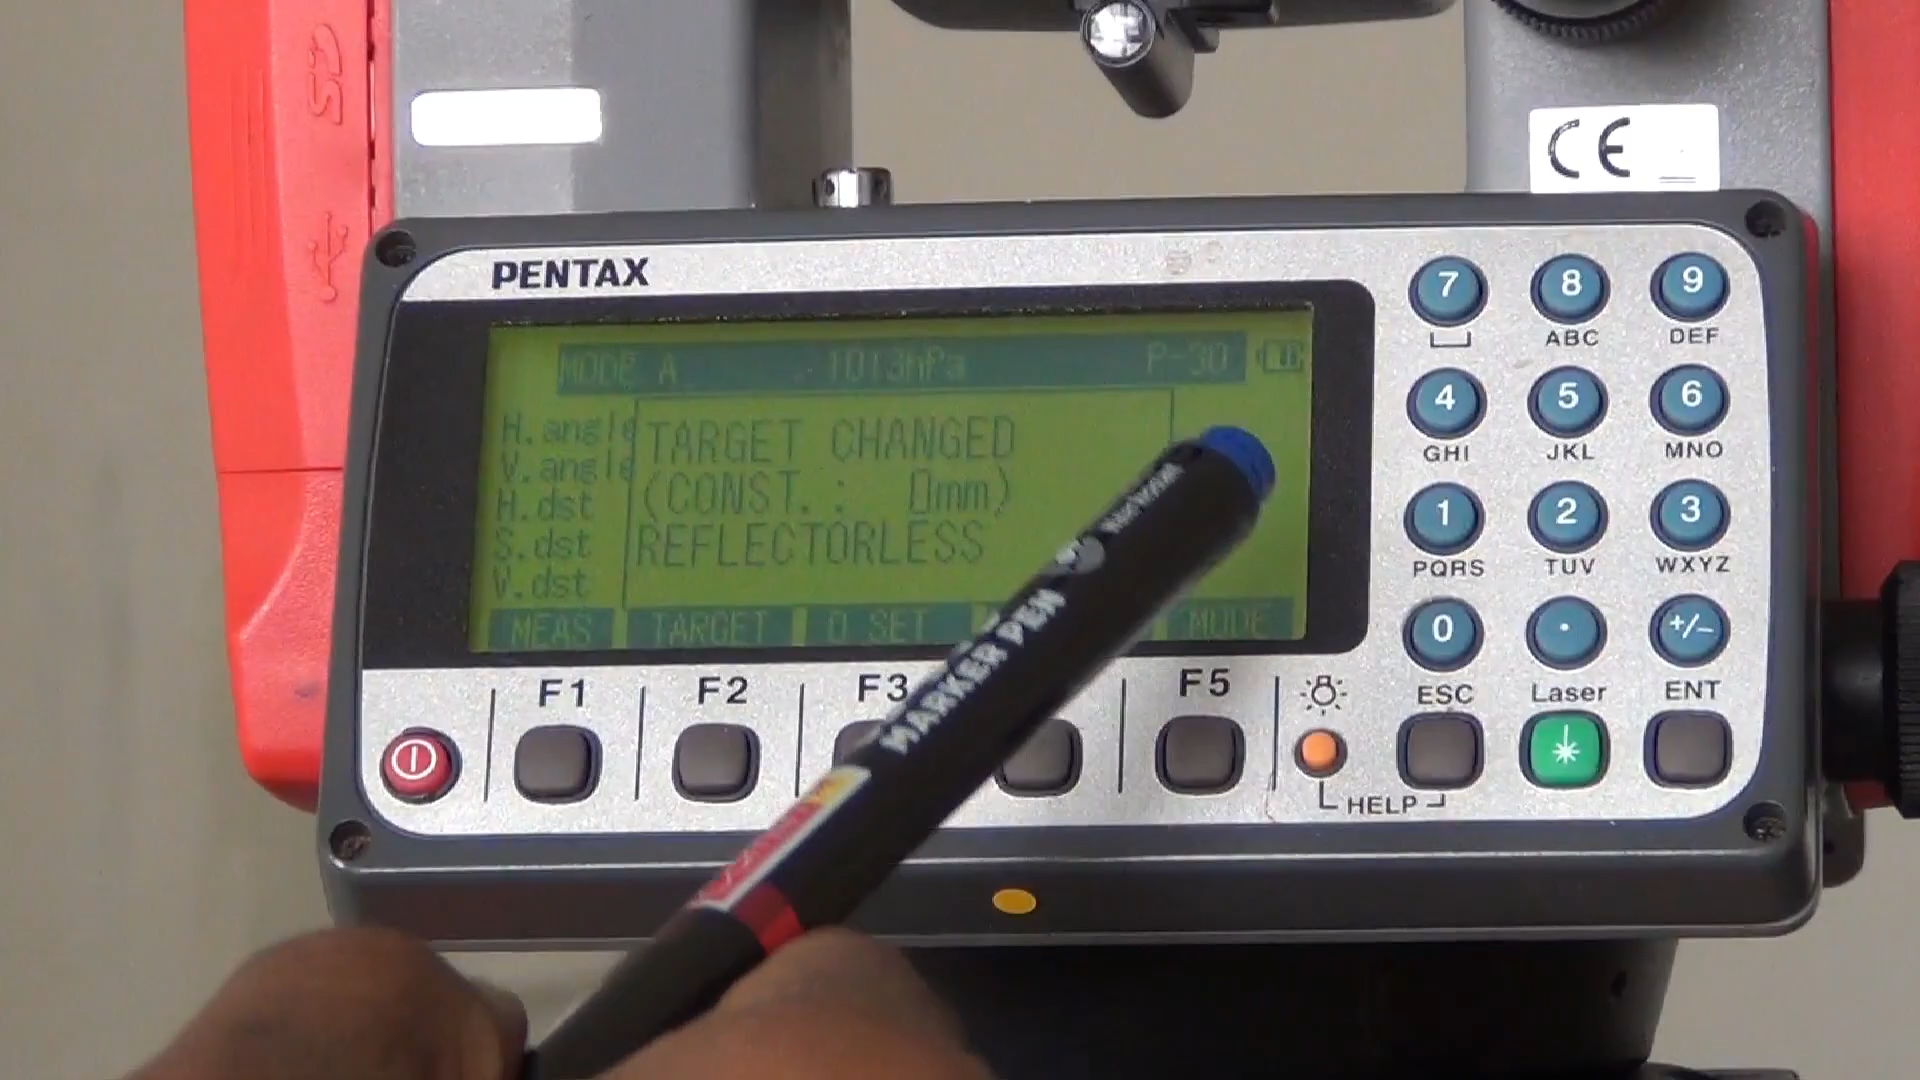 SD
CE
PENTAX
MODE A 1013hPa P-30
H.angle
V.angle
H.dst
S.dst
V.dst
TARGET CHANGED
(CONST.: 0mm)
REFLECTORLESS
MEAS TARGET 0 SET MODE
F1 F2 F3 F5
7 8 9
ABC DEF
4 5 6
GHI JKL MNO
1 2 3
PQRS TUV WXYZ
0 . +/-
ESC Laser ENT
HELP
MARKER PEN